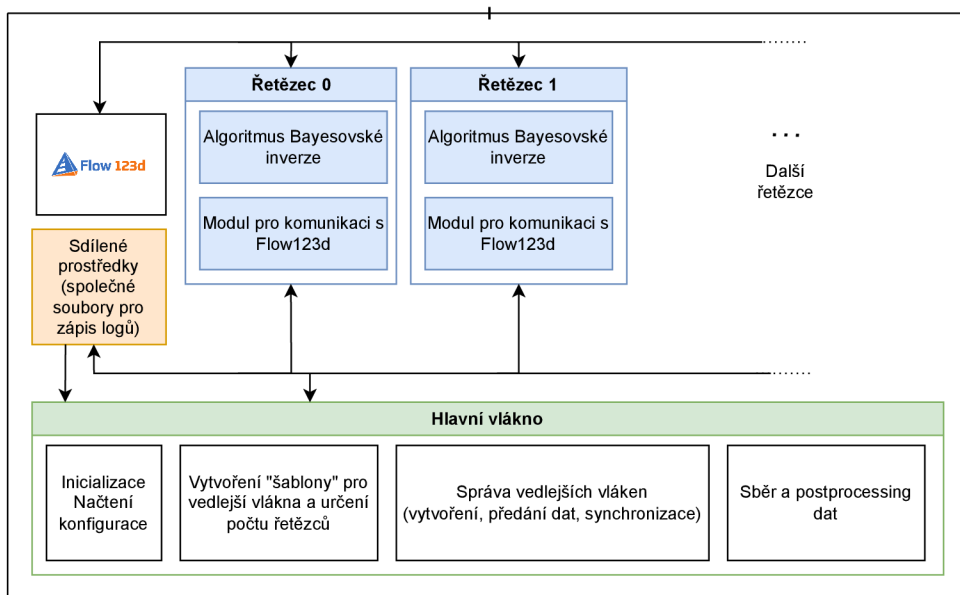 Řetězec 0
Algoritmus Bayesovské
inverze
Modul pro komunikaci s
Flow123d
Řetězec 1
Algoritmus Bayesovské
inverze
Modul pro komunikaci s
Flow123d
...
Další
řetězce
Flow 123d
Sdílené
prostředky
(společné
soubory pro
zápis logů)
Hlavní vlákno
Inicializace
Načtení
konfigurace
Vytvoření "šablony" pro
vedlejší vlákna a určení
počtu řetězců
Správa vedlejších vláken
(vytvoření, předání dat, synchronizace)
Sběr a postprocessing
dat